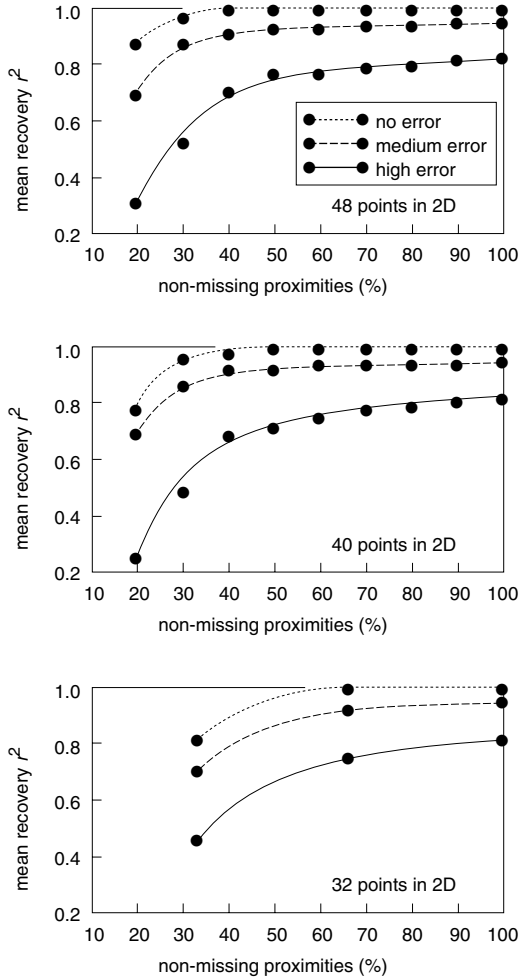 1.0
0.8
0.6
0.4
0.2
mean recovery r²
no error
medium error
high error
48 points in 2D
10 20 30 40 50 60 70 80 90 100
non-missing proximities (%)
1.0
0.8
0.6
0.4
0.2
mean recovery r²
40 points in 2D
10 20 30 40 50 60 70 80 90 100
non-missing proximities (%)
1.0
0.8
0.6
0.4
0.2
mean recovery r²
32 points in 2D
10 20 30 40 50 60 70 80 90 100
non-missing proximities (%)